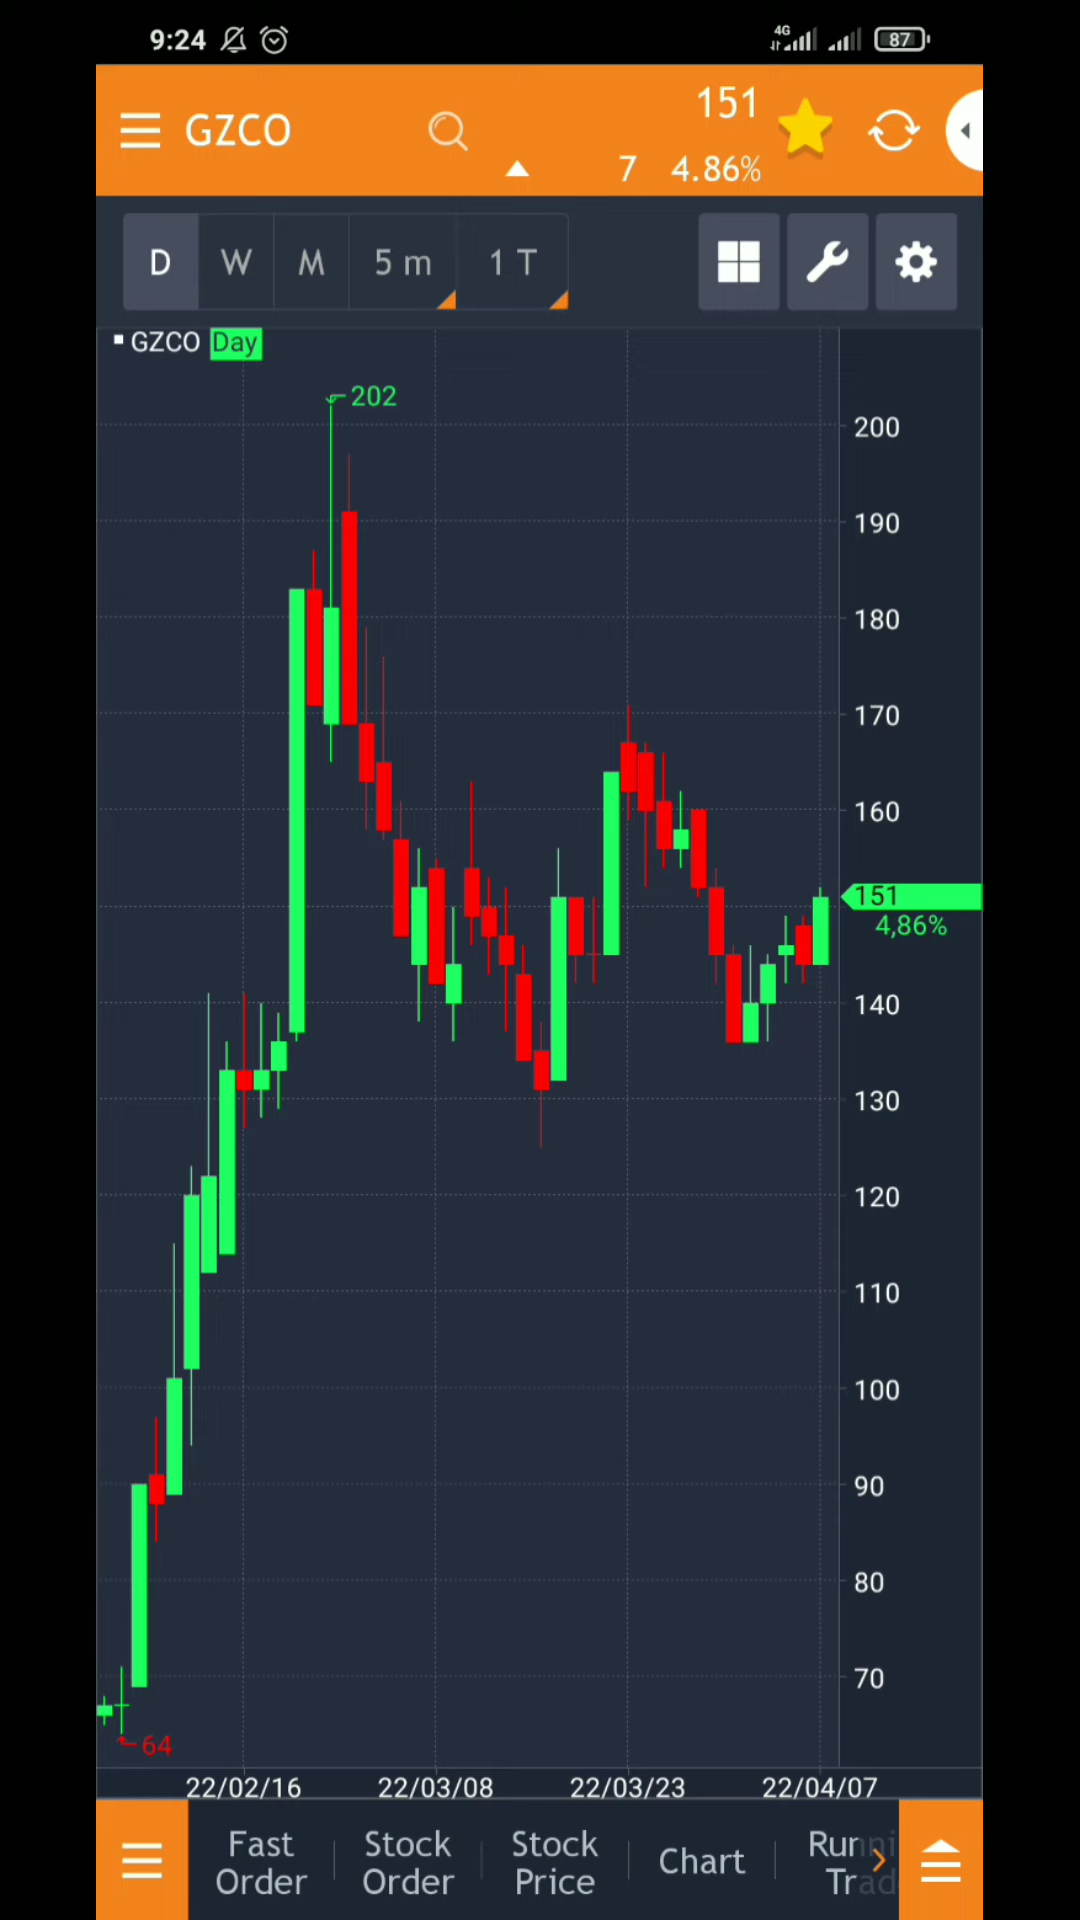 9:24 4G 87
GZCO 151
7 4.86%
D W M 5 m 1 T
GZCO Day
202
200
190
180
170
160
151
4,86%
140
130
120
110
100
90
80
70
64
22/02/16 22/03/08 22/03/23 22/04/07
Fast Order
Stock Order
Stock Price
Chart